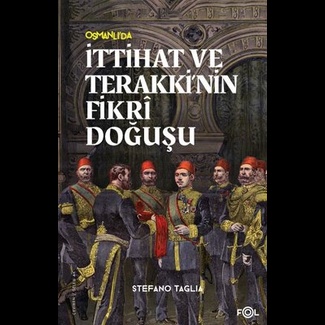 OSMANLI'DA
İTTİHAT VE
TERAKKİ'NİN
FİKRÎ
DOĞUŞU
STEFANO TAGLIA
FOL